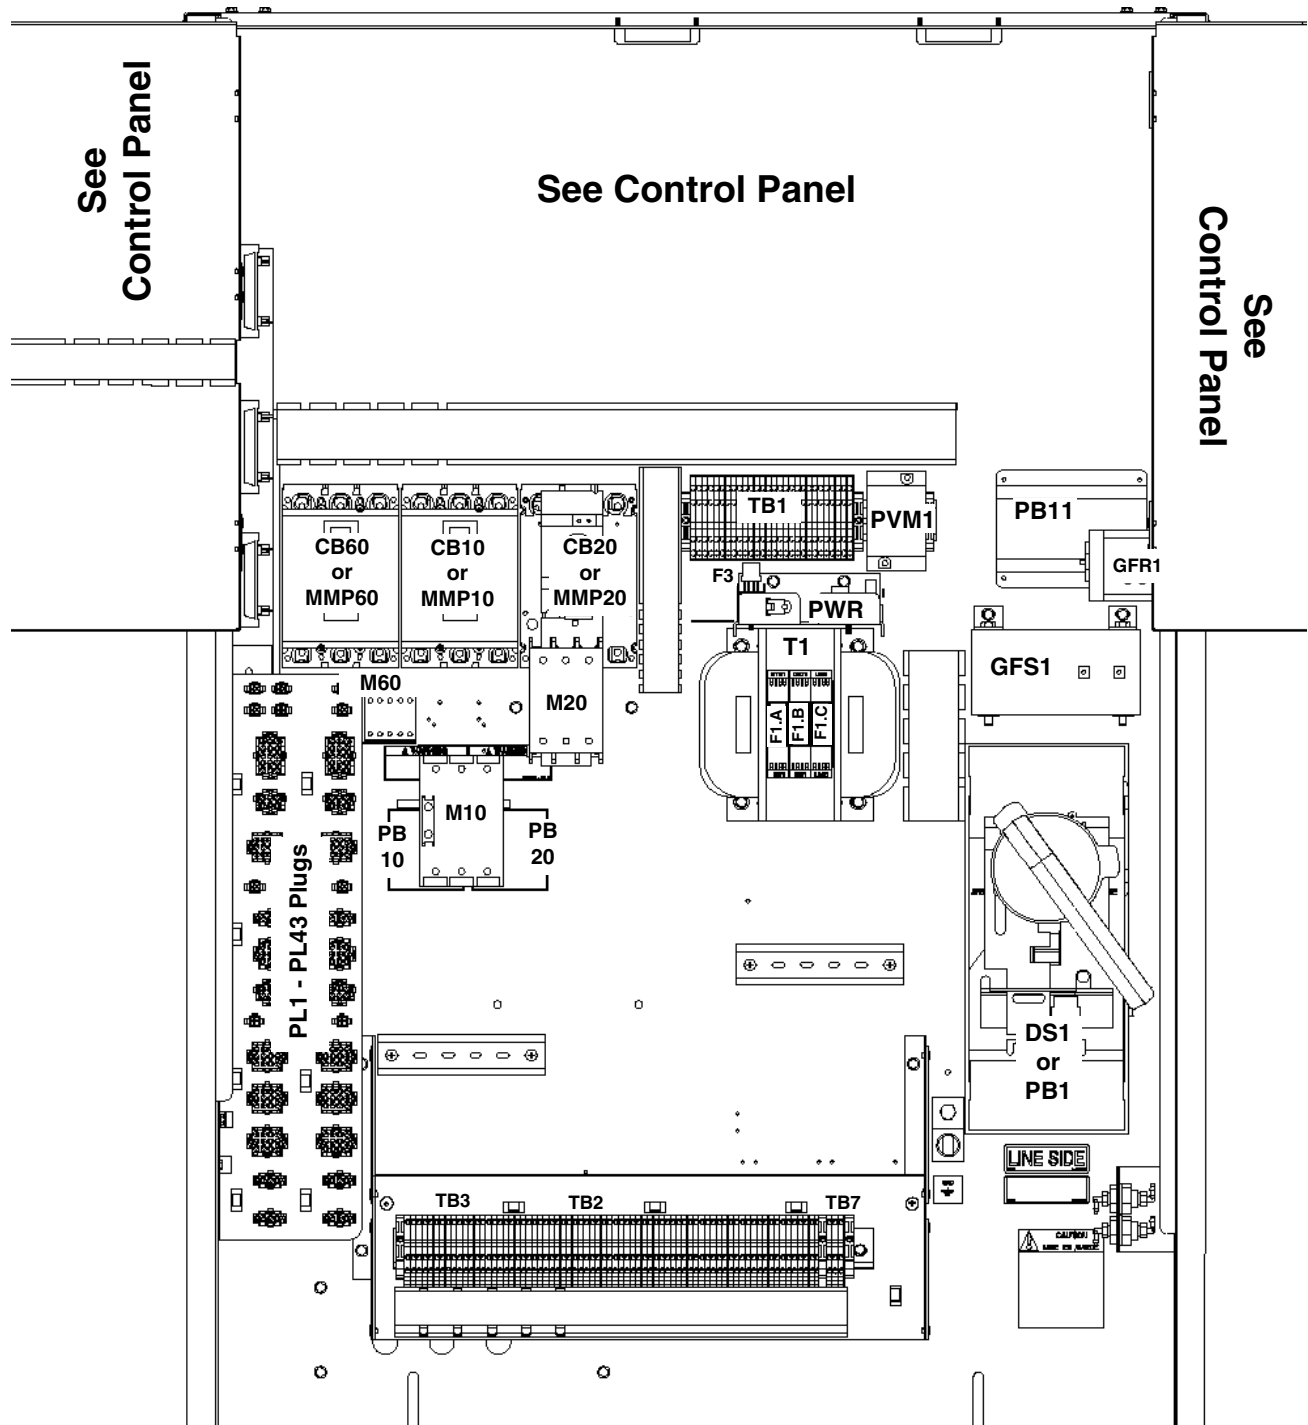 See
Control Panel
See Control Panel
See
Control Panel
TB1
PVM1
PB11
GFR1
CB60
or
MMP60
CB10
or
MMP10
CB20
or
MMP20
F3
PWR
T1
GFS1
M60
M20
F1.A
F1.B
F1.C
M10
PB
10
PB
20
PL1 - PL43 Plugs
DS1
or
PB1
LINE SIDE
TB3
TB2
TB7
CAUTION